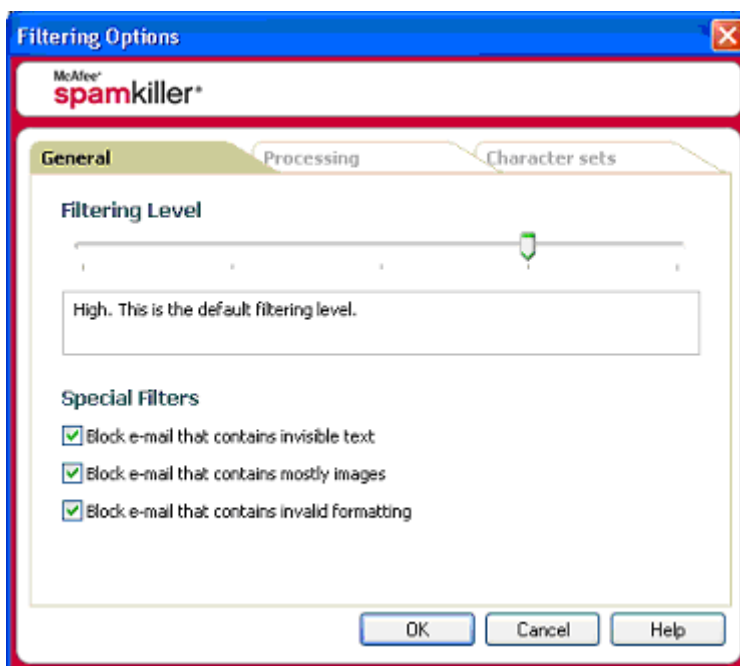 Filtering Options
McAfee®
spamkiller®
General Processing Character sets
Filtering Level
High. This is the default filtering level.
Special Filters
Block e-mail that contains invisible text
Block e-mail that contains mostly images
Block e-mail that contains invalid formatting
OK Cancel Help